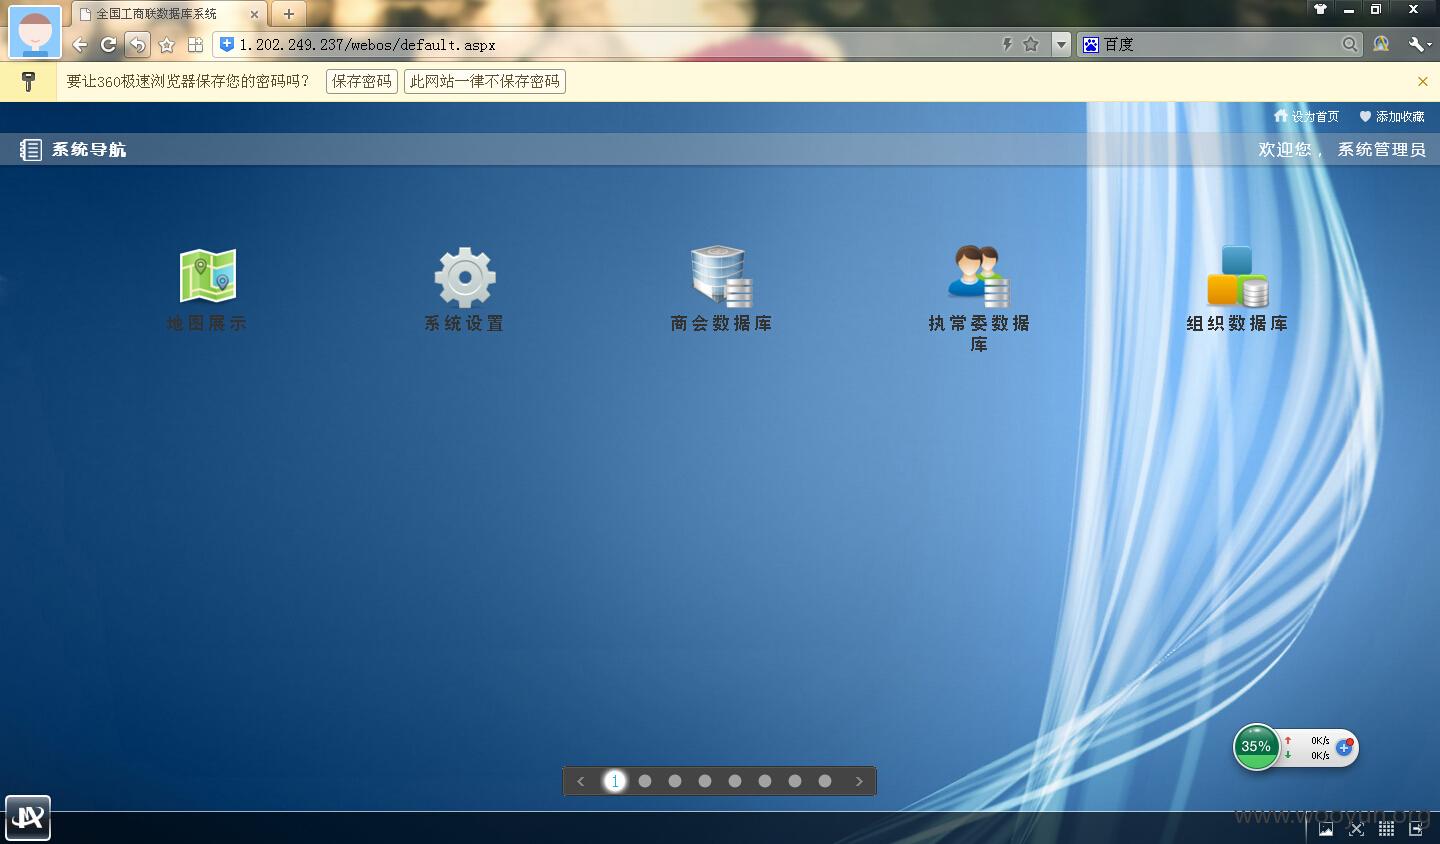 全国工商联数据库系统
1.202.249.237/webos/default.aspx
百度
要让360极速浏览器保存您的密码吗?
保存密码
此网站一律不保存密码
设为首页
添加收藏
系统导航
欢迎您， 系统管理员
地图展示
系统设置
商会数据库
执常委数据
库
组织数据库
35%
0K/s
0K/s
1
www.wooyun.org